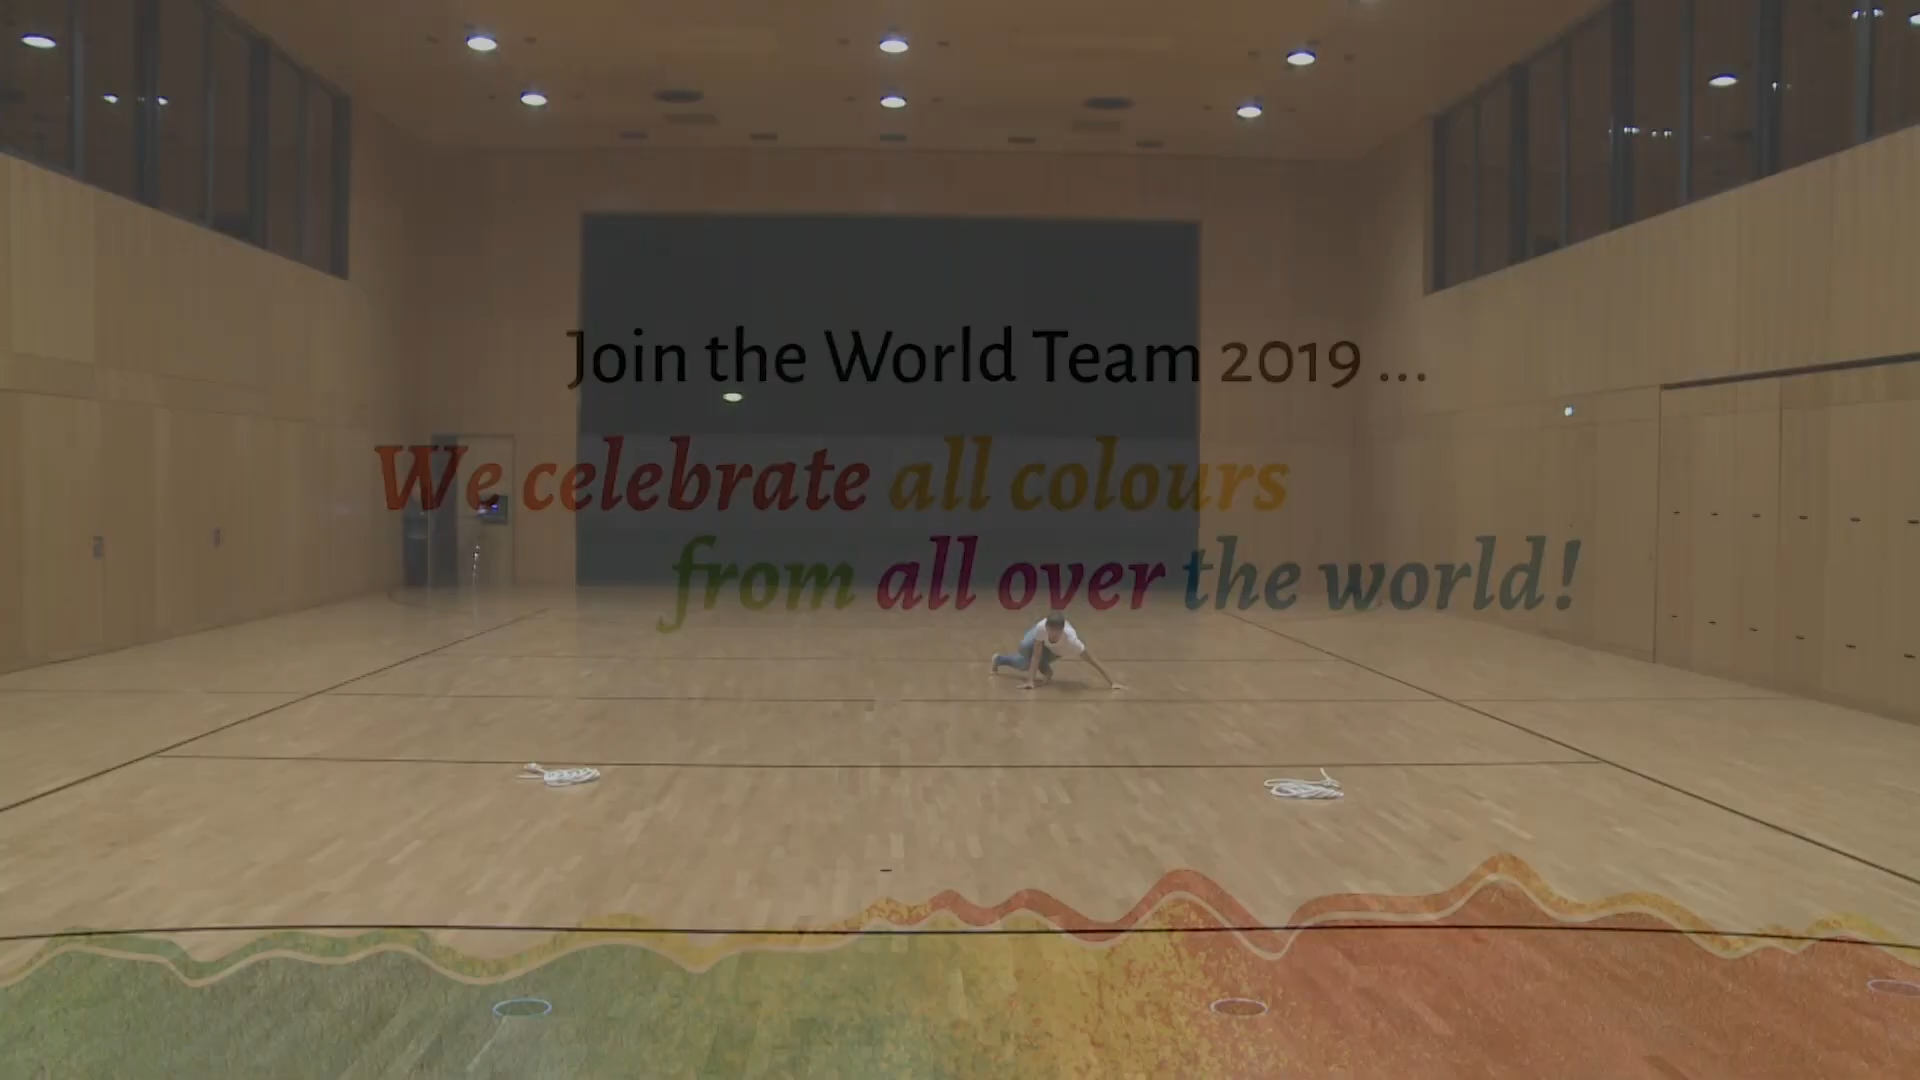 Join the World Team 2019 ...
We celebrate all colours
from all over the world!